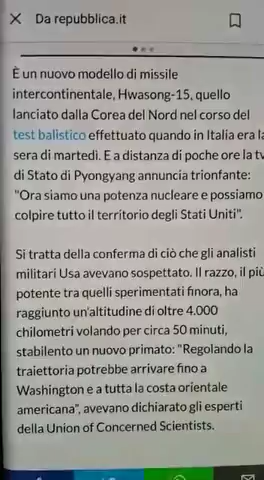 Da repubblica.it
È un nuovo modello di missile
intercontinentale, Hwasong-15, quello
lanciato dalla Corea del Nord nel corso del
test balistico effettuato quando in Italia era la
sera di martedì. E a distanza di poche ore la tv
di Stato di Pyongyang annuncia trionfante:
"Ora siamo una potenza nucleare e possiamo
colpire tutto il territorio degli Stati Uniti".
Si tratta della conferma di ciò che gli analisti
militari Usa avevano sospettato. Il razzo, il più
potente tra quelli sperimentati finora, ha
raggiunto un'altitudine di oltre 4.000
chilometri volando per circa 50 minuti,
stabilento un nuovo primato: "Regolando la
traiettoria potrebbe arrivare fino a
Washington e a tutta la costa orientale
americana", avevano dichiarato gli esperti
della Union of Concerned Scientists.